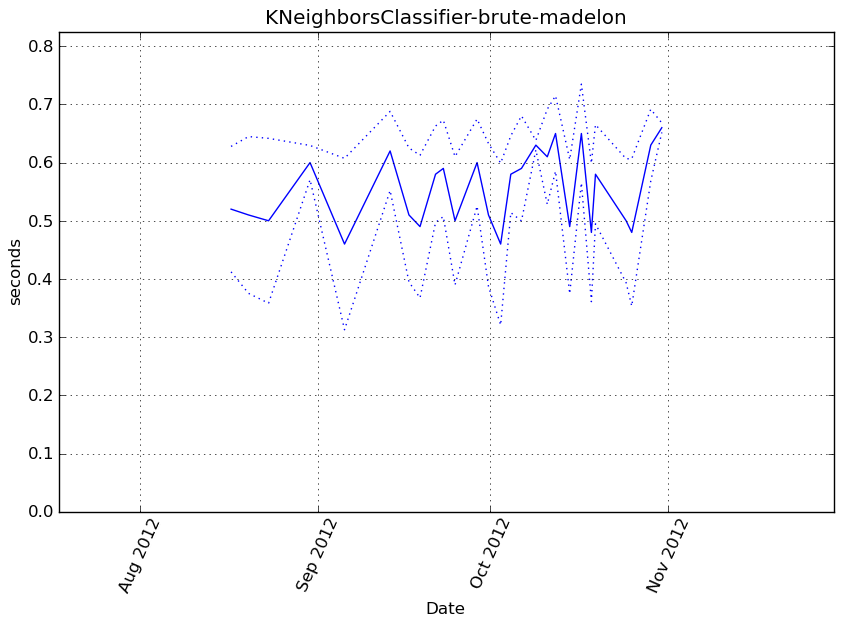 KNeighborsClassifier-brute-madelon
0.8
0.7
0.6
0.5
0.4
0.3
0.2
0.1
0.0
seconds
Aug 2012
Sep 2012
Oct 2012
Nov 2012
Date